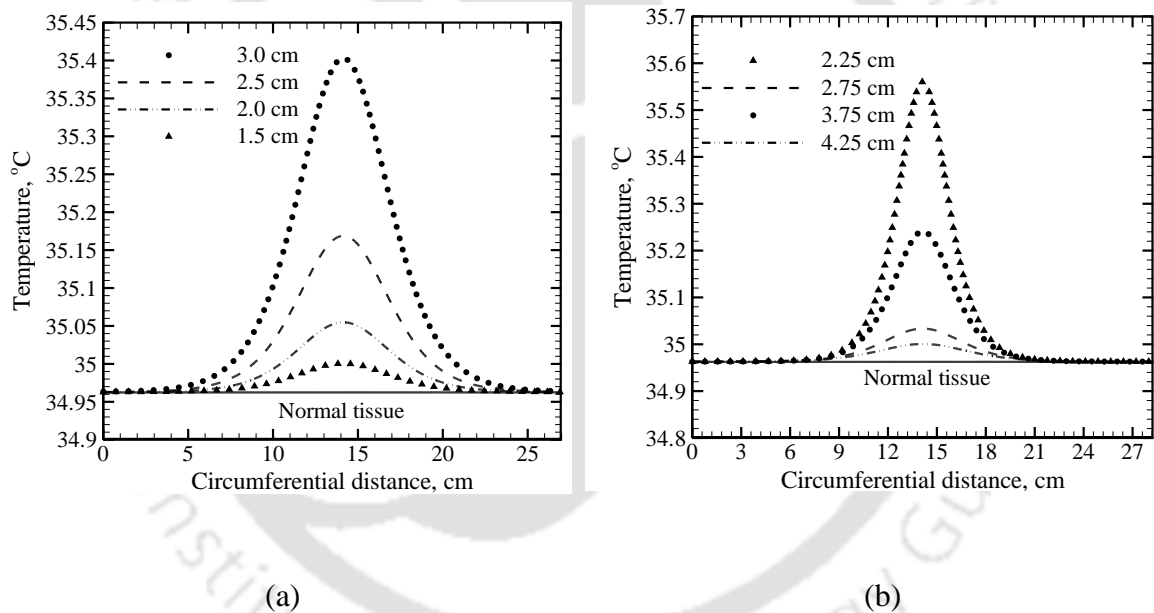 35.45
35.4
35.35
35.3
35.25
35.2
35.15
35.1
35.05
35
34.95
34.9
Temperature, °C
3.0 cm
2.5 cm
2.0 cm
1.5 cm
Normal tissue
0 5 10 15 20 25
Circumferential distance, cm
(a)
35.7
35.6
35.5
35.4
35.3
35.2
35.1
35
34.9
34.8
Temperature, °C
2.25 cm
2.75 cm
3.75 cm
4.25 cm
Normal tissue
0 3 6 9 12 15 18 21 24 27
Circumferential distance, cm
(b)